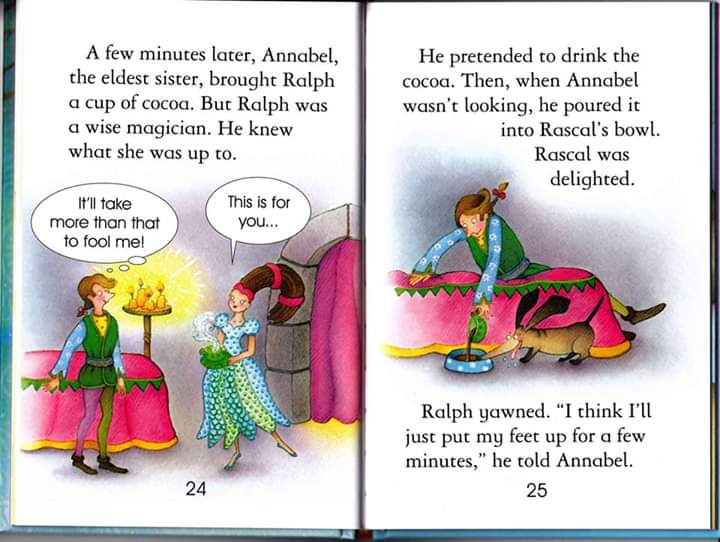 A few minutes later, Annabel,
the eldest sister, brought Ralph
a cup of cocoa. But Ralph was
a wise magician. He knew
what she was up to.
It'll take
more than that
to fool me!
This is for
you...
24
He pretended to drink the
cocoa. Then, when Annabel
wasn't looking, he poured it
into Rascal's bowl.
Rascal was
delighted.
Ralph yawned. “I think I'll
just put my feet up for a few
minutes,” he told Annabel.
25